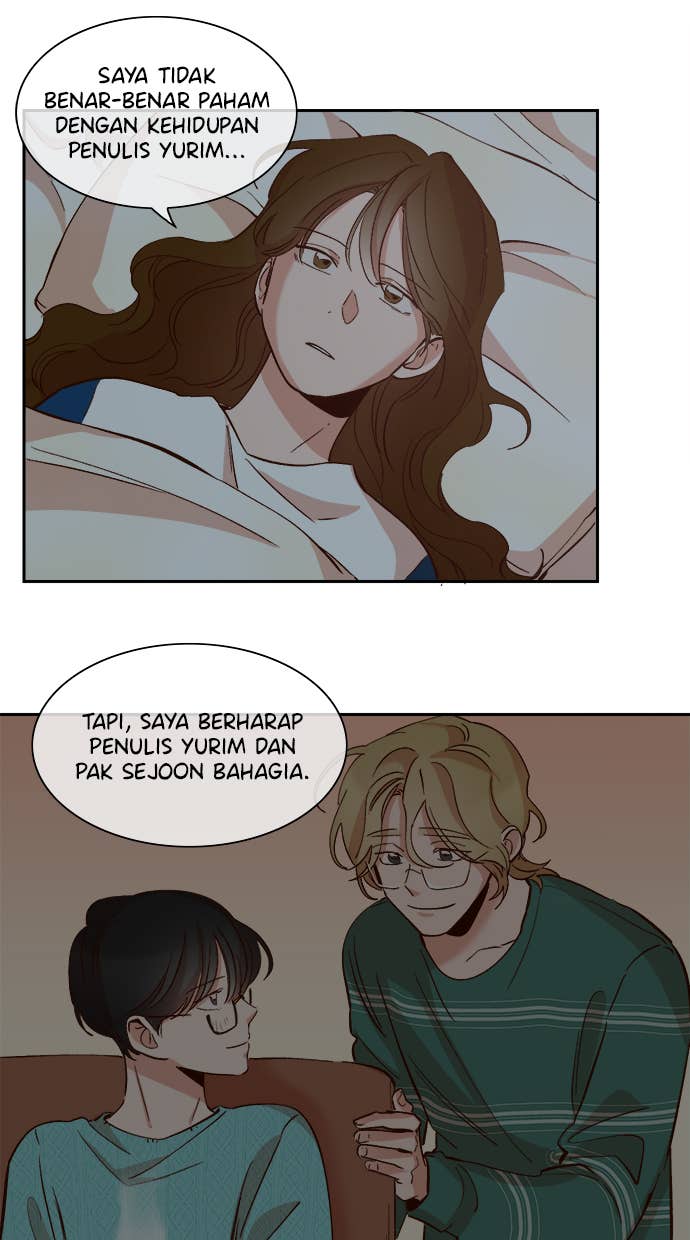 SAYA TIDAK
BENAR-BENAR PAHAM
DENGAN KEHIDUPAN
PENULIS YURIM...
TAPI, SAYA BERHARAP
PENULIS YURIM DAN
PAK SEJOON BAHAGIA.